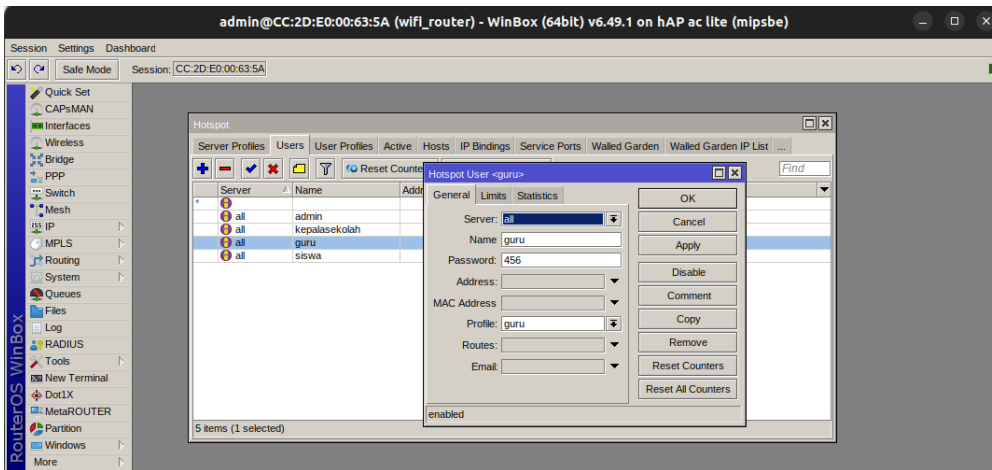 admin@CC:2D:E0:00:63:5A (wifi_router) - WinBox (64bit) v6.49.1 on hAP ac lite (mipsbe)
Session Settings Dashboard
Safe Mode Session: CC:2D:E0:00:63:5A
Quick Set
CAPsMAN
Interfaces
Wireless
Bridge
PPP
Switch
Mesh
IP
MPLS
Routing
System
Queues
Files
Log
RADIUS
Tools
New Terminal
Dot1X
MetaROUTER
Partition
Windows
More
RouterOS WinBox
Hotspot
Server Profiles Users User Profiles Active Hosts IP Bindings Service Ports Walled Garden Walled Garden IP List ...
Reset Counte
Find
Server Name Addr
*
all admin
all kepalasekolah
all guru
all siswa
5 items (1 selected)
Hotspot User <guru>
General Limits Statistics
Server: all
Name guru
Password: 456
Address:
MAC Address
Profile: guru
Routes:
Email:
OK
Cancel
Apply
Disable
Comment
Copy
Remove
Reset Counters
Reset All Counters
enabled